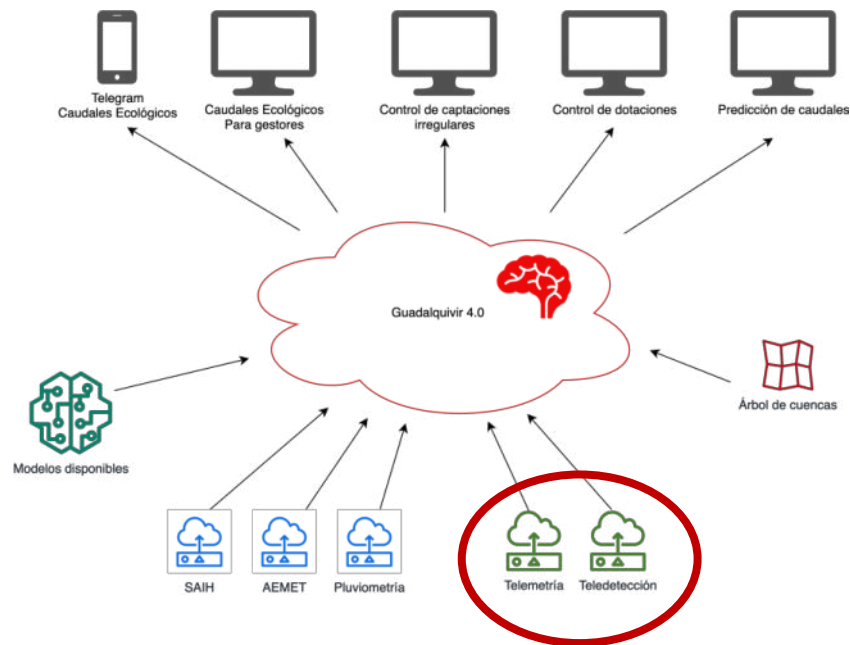 Telegram
Caudales Ecológicos
Caudales Ecológicos
Para gestores
Control de captaciones
irregulares
Control de dotaciones
Predicción de caudales
Guadalquivir 4.0
Árbol de cuencas
Modelos disponibles
SAIH
AEMET
Pluviometría
Telemetría
Teledetección